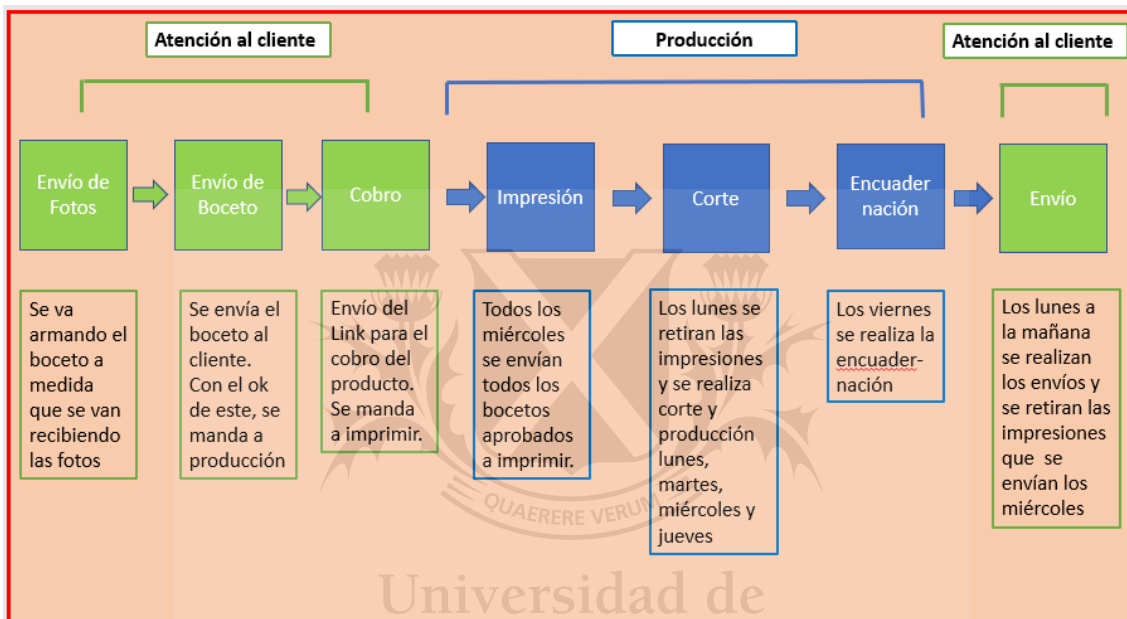 Atención al cliente
Producción
Atención al cliente
Envío de
Fotos
Envío de
Boceto
Cobro
Impresión
Corte
Encuader
nación
Envío
Se va
armando el
boceto a
medida
que se van
recibiendo
las fotos
Se envía el
boceto al
cliente.
Con el ok
de este, se
manda a
producción
Envío del
Link para el
cobro del
producto.
Se manda
a imprimir.
Todos los
miércoles
se envían
todos los
bocetos
aprobados
a imprimir.
Los lunes se
retiran las
impresiones
y se realiza
corte y
producción
lunes,
martes,
miércoles y
jueves
Los viernes
se realiza la
encuader-
nación
Los lunes a
la mañana
se realizan
los envíos y
se retiran las
impresiones
que se
envían los
miércoles
QUAERERE VERUM
Universidad de